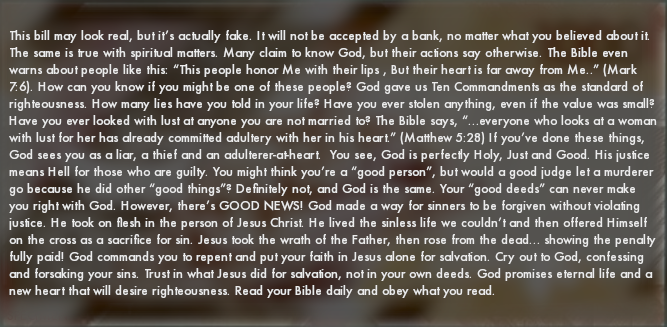 This bill may look real, but it's actually fake. It will not be accepted by a bank, no matter what you believed about it.
The same is true with spiritual matters. Many claim to know God, but their actions say otherwise. The Bible even
warns about people like this: "This people honor Me with their lips , But their heart is far away from Me.." (Mark
7:6). How can you know if you might be one of these people? God gave us Ten Commandments as the standard of
righteousness. How many lies have you told in your life? Have you ever stolen anything, even if the value was small?
Have you ever looked with lust at anyone you are not married to? The Bible says, "...everyone who looks at a woman
with lust for her has already committed adultery with her in his heart." (Matthew 5:28) If you've done these things,
God sees you as a liar, a thief and an adulterer-at-heart. You see, God is perfectly Holy, Just and Good. His justice
means Hell for those who are guilty. You might think you're a "good person", but would a good judge let a murderer
go because he did other "good things"? Definitely not, and God is the same. Your "good deeds" can never make
you right with God. However, there's GOOD NEWS! God made a way for sinners to be forgiven without violating
justice. He took on flesh in the person of Jesus Christ. He lived the sinless life we couldn't and then offered Himself
on the cross as a sacrifice for sin. Jesus took the wrath of the Father, then rose from the dead... showing the penalty
fully paid! God commands you to repent and put your faith in Jesus alone for salvation. Cry out to God, confessing
and forsaking your sins. Trust in what Jesus did for salvation, not in your own deeds. God promises eternal life and a
new heart that will desire righteousness. Read your Bible daily and obey what you read.